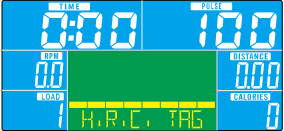 TIME
0:00
PULSE
100
RPM
0.0
DISTANCE
0.00
LOAD
1
CALORIES
0
H.R.C. TAG